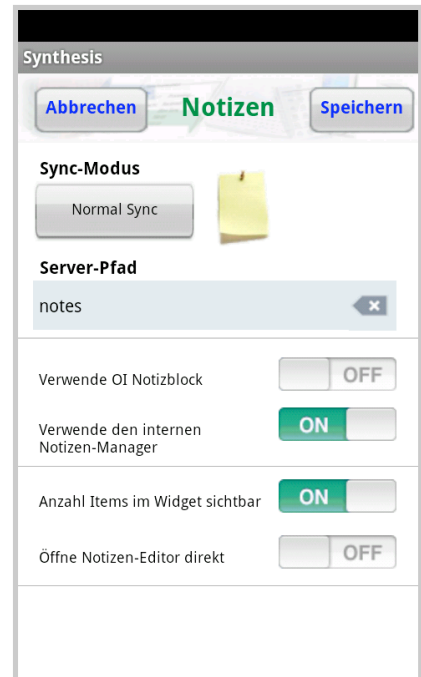 Synthesis
Abbrechen Notizen Speichern
Sync-Modus
Normal Sync
Server-Pfad
notes
Verwende OI Notizblock OFF
Verwende den internen ON
Notizen-Manager
Anzahl Items im Widget sichtbar ON
Öffne Notizen-Editor direkt OFF